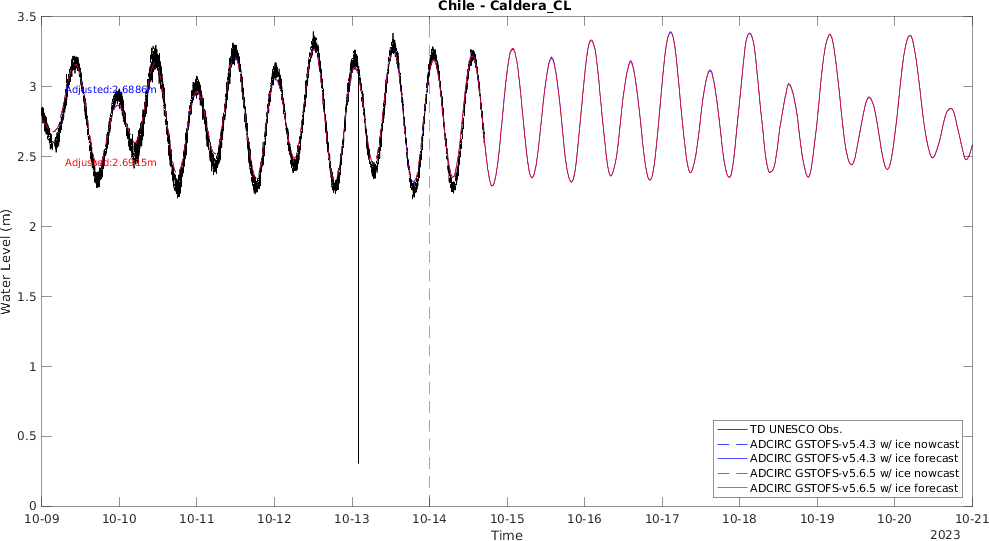 Chile - Caldera_CL
3.5
3
2.5
2
1.5
1
0.5
0
Water Level (m)
Adjusted:2.6886m
Adjusted:2.6915m
TD UNESCO Obs.
ADCIRC GSTOFS-v5.4.3 w/ ice nowcast
ADCIRC GSTOFS-v5.4.3 w/ ice forecast
ADCIRC GSTOFS-v5.6.5 w/ ice nowcast
ADCIRC GSTOFS-v5.6.5 w/ ice forecast
10-09 10-10 10-11 10-12 10-13 10-14 10-15 10-16 10-17 10-18 10-19 10-20 10-21
Time
2023